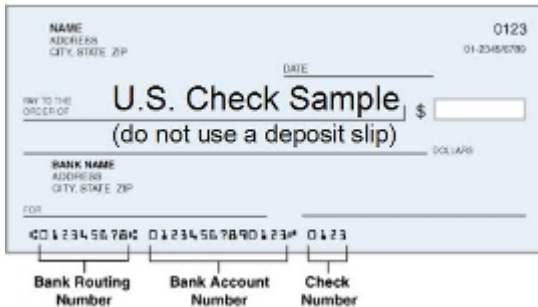 NAME
0123
ADDRESS
CITY, STATE ZIP
01-2345/6789
DATE
PAY TO THE
ORDER OF
U.S. Check Sample
$
(do not use a deposit slip)
DOLLARS
BANK NAME
ADDRESS
CITY, STATE ZIP
FOR
⑆012345678⑆ 01234567890123⑈ 0123
Bank Routing Number
Bank Account Number
Check Number